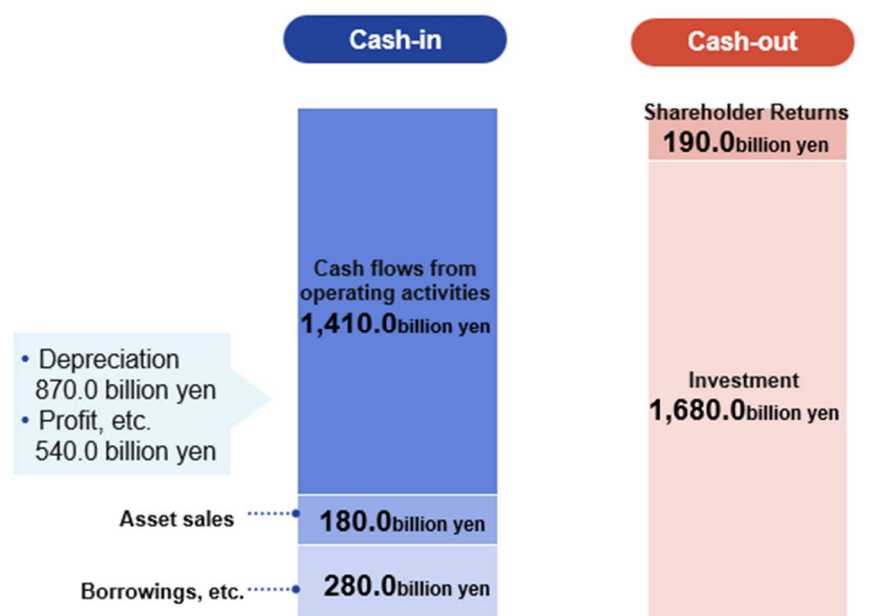 Cash-in
Cash-out
Shareholder Returns
190.0billion yen
Cash flows from
operating activities
1,410.0billion yen
• Depreciation
870.0 billion yen
• Profit, etc.
540.0 billion yen
Investment
1,680.0billion yen
Asset sales
180.0billion yen
Borrowings, etc.
280.0billion yen